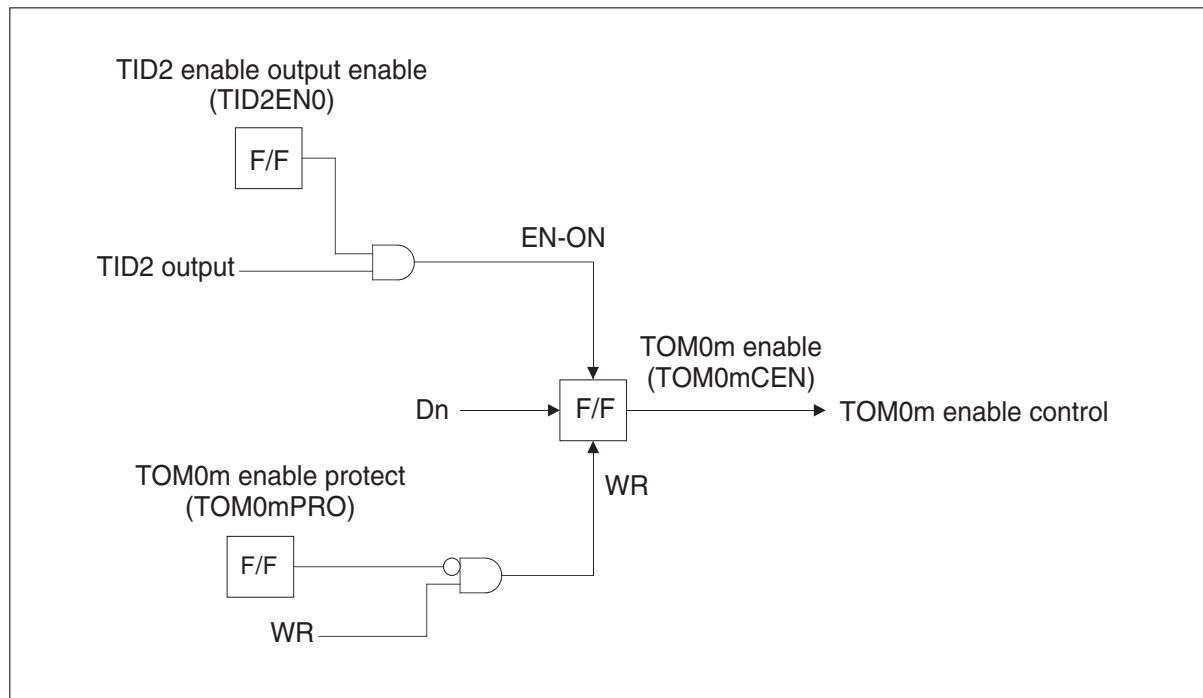 TID2 enable output enable
(TID2EN0)
F/F
EN-ON
TID2 output
TOM0m enable
(TOM0mCEN)
Dn
F/F
TOM0m enable control
TOM0m enable protect
(TOM0mPRO)
WR
F/F
WR